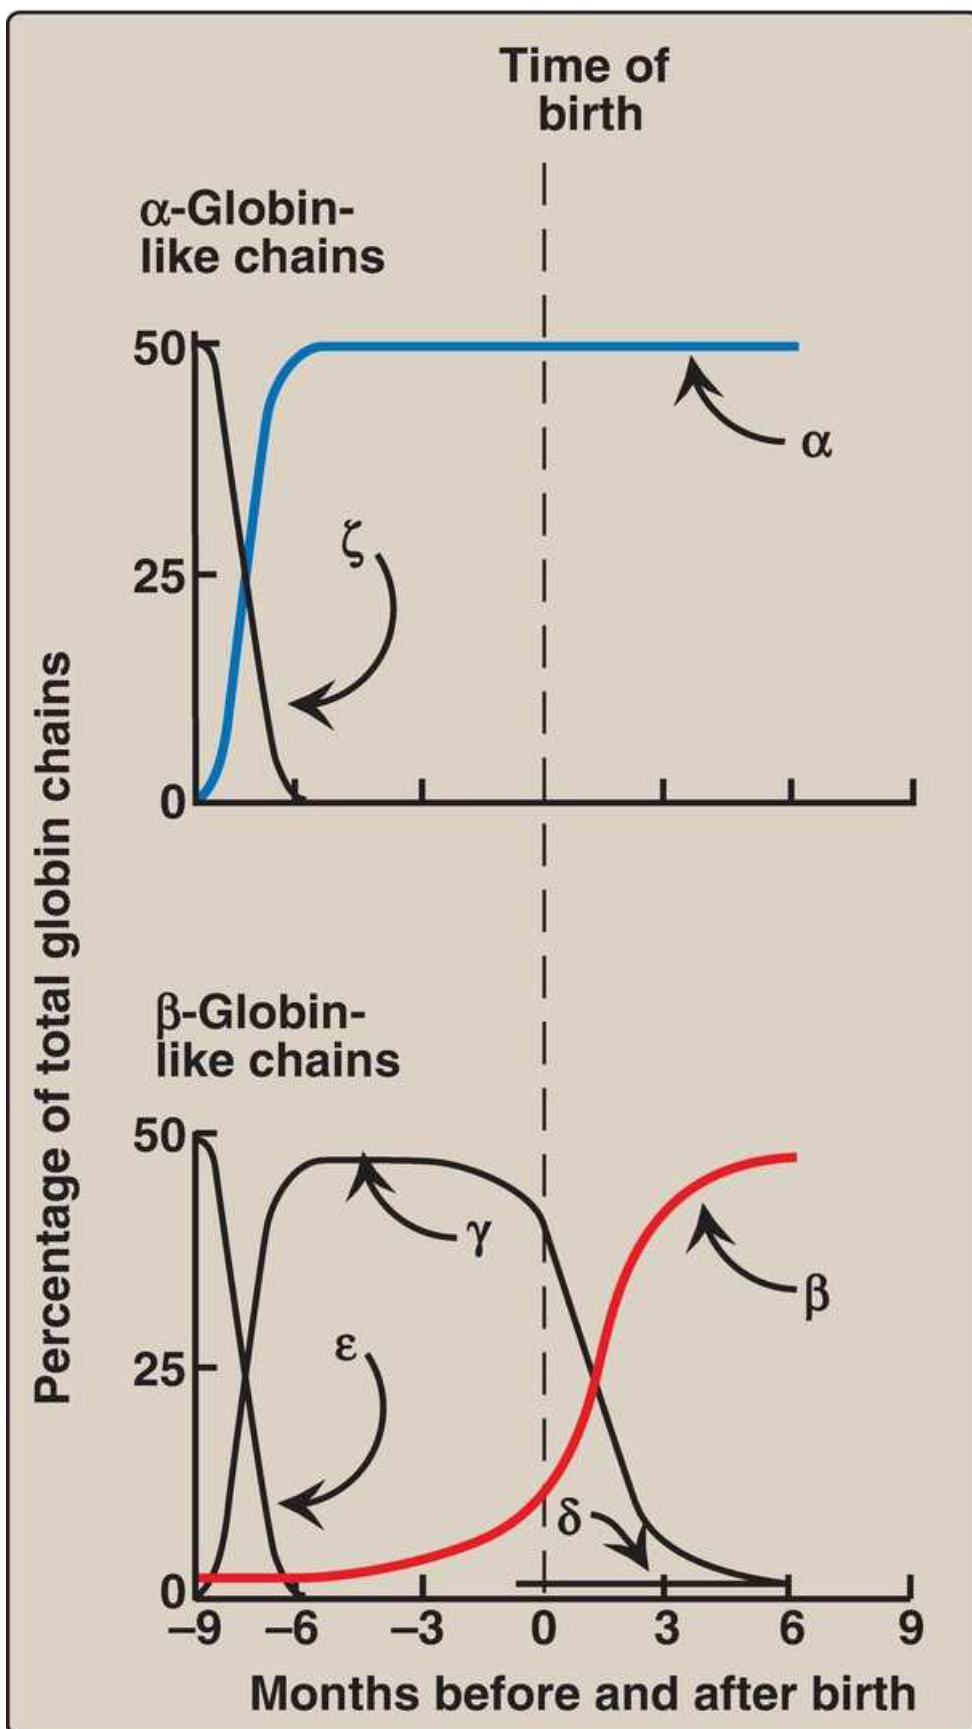 Time of
birth
α-Globin-
like chains
50
α
ζ
25
0
Percentage of total globin chains
β-Globin-
like chains
50
γ
β
ε
25
δ
0
–9 –6 –3 0 3 6 9
Months before and after birth